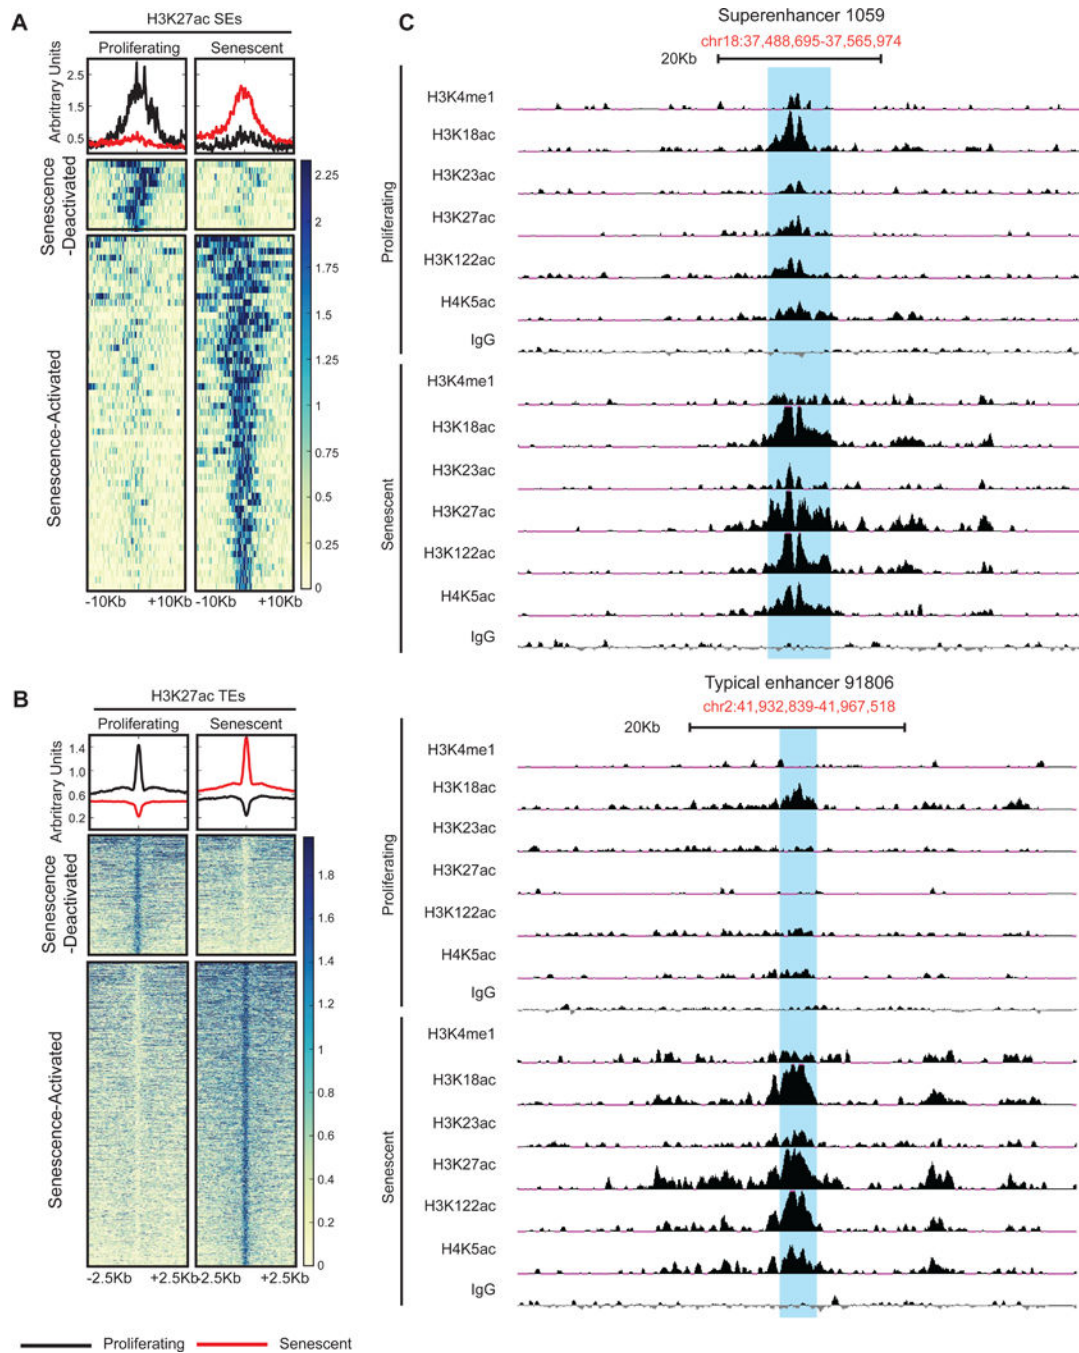 A
H3K27ac SEs
Proliferating
Senescent
Arbritrary Units
2.5
1.5
0.5
Senescence
-Deactivated
Senescence-Activated
2.25
2
1.75
1.5
1.25
1
0.75
0.5
0.25
0
-10Kb
+10Kb
-10Kb
+10Kb
B
H3K27ac TEs
Proliferating
Senescent
Arbritrary Units
1.4
1.0
0.6
0.2
Senescence
-Deactivated
Senescence-Activated
1.8
1.6
1.4
1.2
1
0.8
0.6
0.4
0.2
0
-2.5Kb
+2.5Kb
-2.5Kb
+2.5Kb
Proliferating
Senescent
C
Superenhancer 1059
chr18:37,488,695-37,565,974
20Kb
Proliferating
H3K4me1
H3K18ac
H3K23ac
H3K27ac
H3K122ac
H4K5ac
IgG
Senescent
H3K4me1
H3K18ac
H3K23ac
H3K27ac
H3K122ac
H4K5ac
IgG
Typical enhancer 91806
chr2:41,932,839-41,967,518
20Kb
Proliferating
H3K4me1
H3K18ac
H3K23ac
H3K27ac
H3K122ac
H4K5ac
IgG
Senescent
H3K4me1
H3K18ac
H3K23ac
H3K27ac
H3K122ac
H4K5ac
IgG